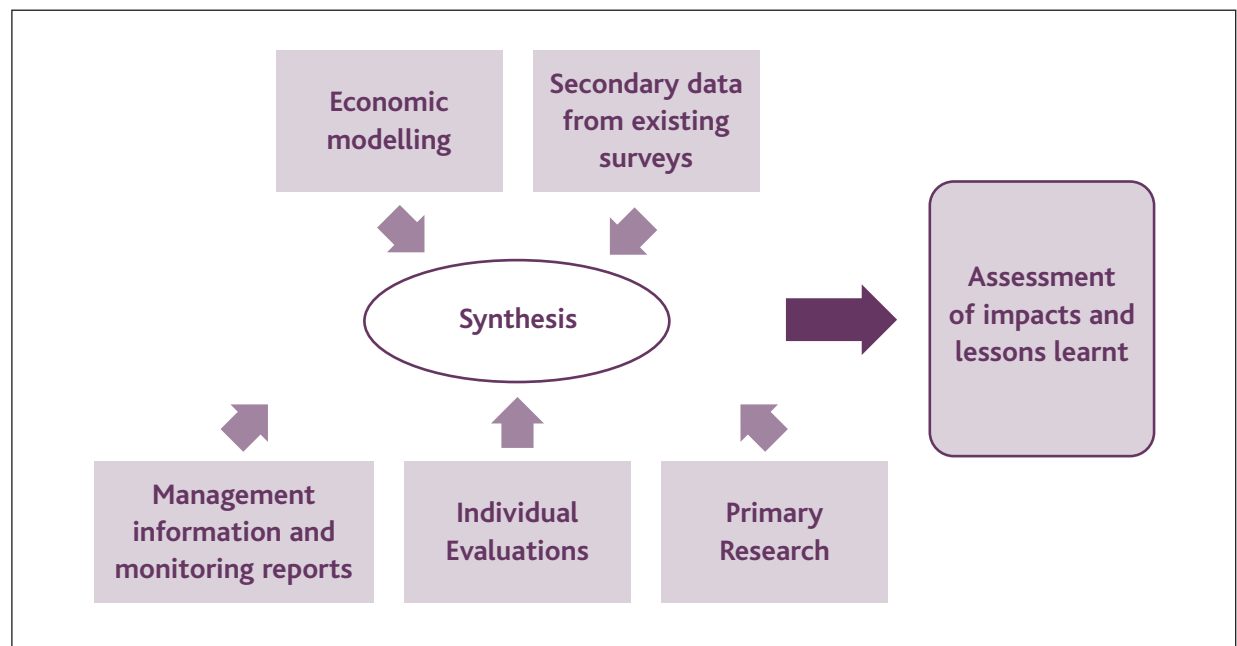 Economic
modelling
Secondary data
from existing
surveys
Synthesis
Assessment
of impacts and
lessons learnt
Management
information and
monitoring reports
Individual
Evaluations
Primary
Research